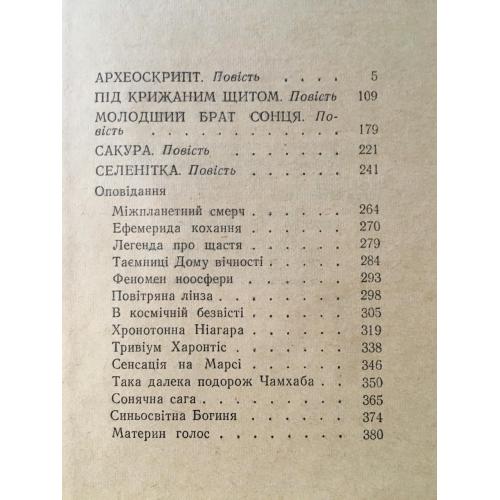 АРХЕОСКРИПТ. Повість . . . . 5
ПІД КРИЖАНИМ ЩИТОМ. Повість 109
МОЛОДШИЙ БРАТ СОНЦЯ. По-
вість . . . . . . . . . 179
САКУРА. Повість . . . . . . 221
СЕЛЕНІТКА. Повість . . . . . 241
Оповідання
Міжпланетний смерч . . . . . 264
Ефемерида кохання . . . . . 270
Легенда про щастя . . . . . 279
Таємниці Дому вічності . . . . 284
Феномен ноосфери . . . . . 293
Повітряна лінза . . . . . . 298
В космічній безвісті . . . . . 305
Хронотонна Ніагара . . . . . 319
Тривіум Харонтіс . . . . . . 338
Сенсація на Марсі . . . . . 346
Така далека подорож Чамхаба . . 350
Сонячна сага . . . . . . . 365
Синьосвітна Богиня . . . . . 374
Материн голос . . . . . . . 380